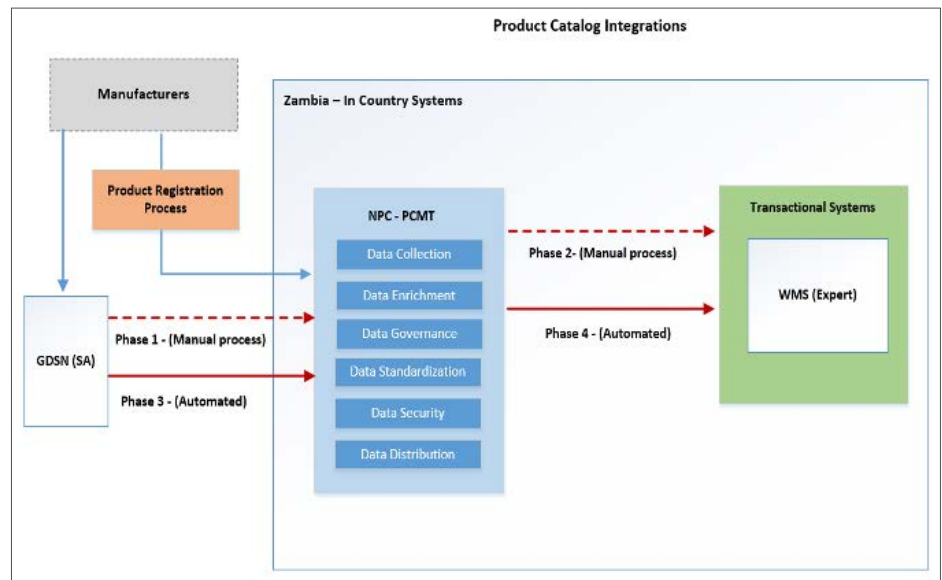 Product Catalog Integrations
Manufacturers
Zambia – In Country Systems
Product Registration
Process
NPC - PCMT
Data Collection
Data Enrichment
Data Governance
Data Standardization
Data Security
Data Distribution
GDSN (SA)
Phase 1 - (Manual process)
Phase 3 - (Automated)
Phase 2- (Manual process)
Phase 4 - (Automated)
Transactional Systems
WMS (Expert)